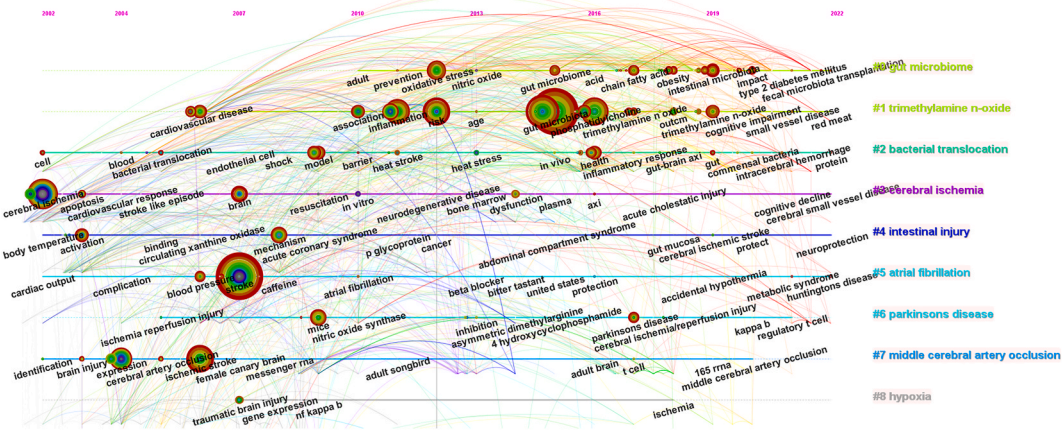 2002 2004 2007 2010 2013 2016 2019 2022
adult prevention oxidative stress nitric oxide gut microbiome acid chain fatty acid obesity intestinal microbiota impact type 2 diabetes mellitus fecal microbiota transplantation
gut microbiome
cardiovascular disease association inflammation risk age gut microbiota phosphatidylcholine trimethylamine n oxide outcm trimethylamine n-oxide cognitive impairment small vessel disease red meat
#1 trimethylamine n-oxide
cell blood bacterial translocation endothelial cell shock model barrier heat stroke heat stress in vivo health inflammatory response gut-brain axi gut commensal bacteria intracerebral hemorrhage protein
#2 bacterial translocation
cerebral ischemia apoptosis cardiovascular response stroke like episode brain resuscitation in vitro neurodegenerative disease bone marrow dysfunction plasma axi acute cholestatic injury cognitive decline cerebral small vessel disease
#3 cerebral ischemia
body temperature activation binding circulating xanthine oxidase mechanism acute coronary syndrome p glycoprotein cancer abdominal compartment syndrome gut mucosa cerebral ischemic stroke protect neuroprotection
#4 intestinal injury
cardiac output complication blood pressure stroke caffeine atrial fibrillation beta blocker bitter tastant united states protection accidental hypothermia metabolic syndrome huntingtons disease
#5 atrial fibrillation
ischemia reperfusion injury mice nitric oxide synthase inhibition asymmetric dimethylarginine 4 hydroxycyclophosphamide parkinsons disease cerebral ischemia/reperfusion injury kappa b regulatory t cell
#6 parkinsons disease
identification brain injury expression cerebral artery occlusion ischemic stroke female canary brain messenger rna adult songbird adult brain t cell 165 rrna middle cerebral artery occlusion
#7 middle cerebral artery occlusion
traumatic brain injury gene expression nf kappa b ischemia
#8 hypoxia